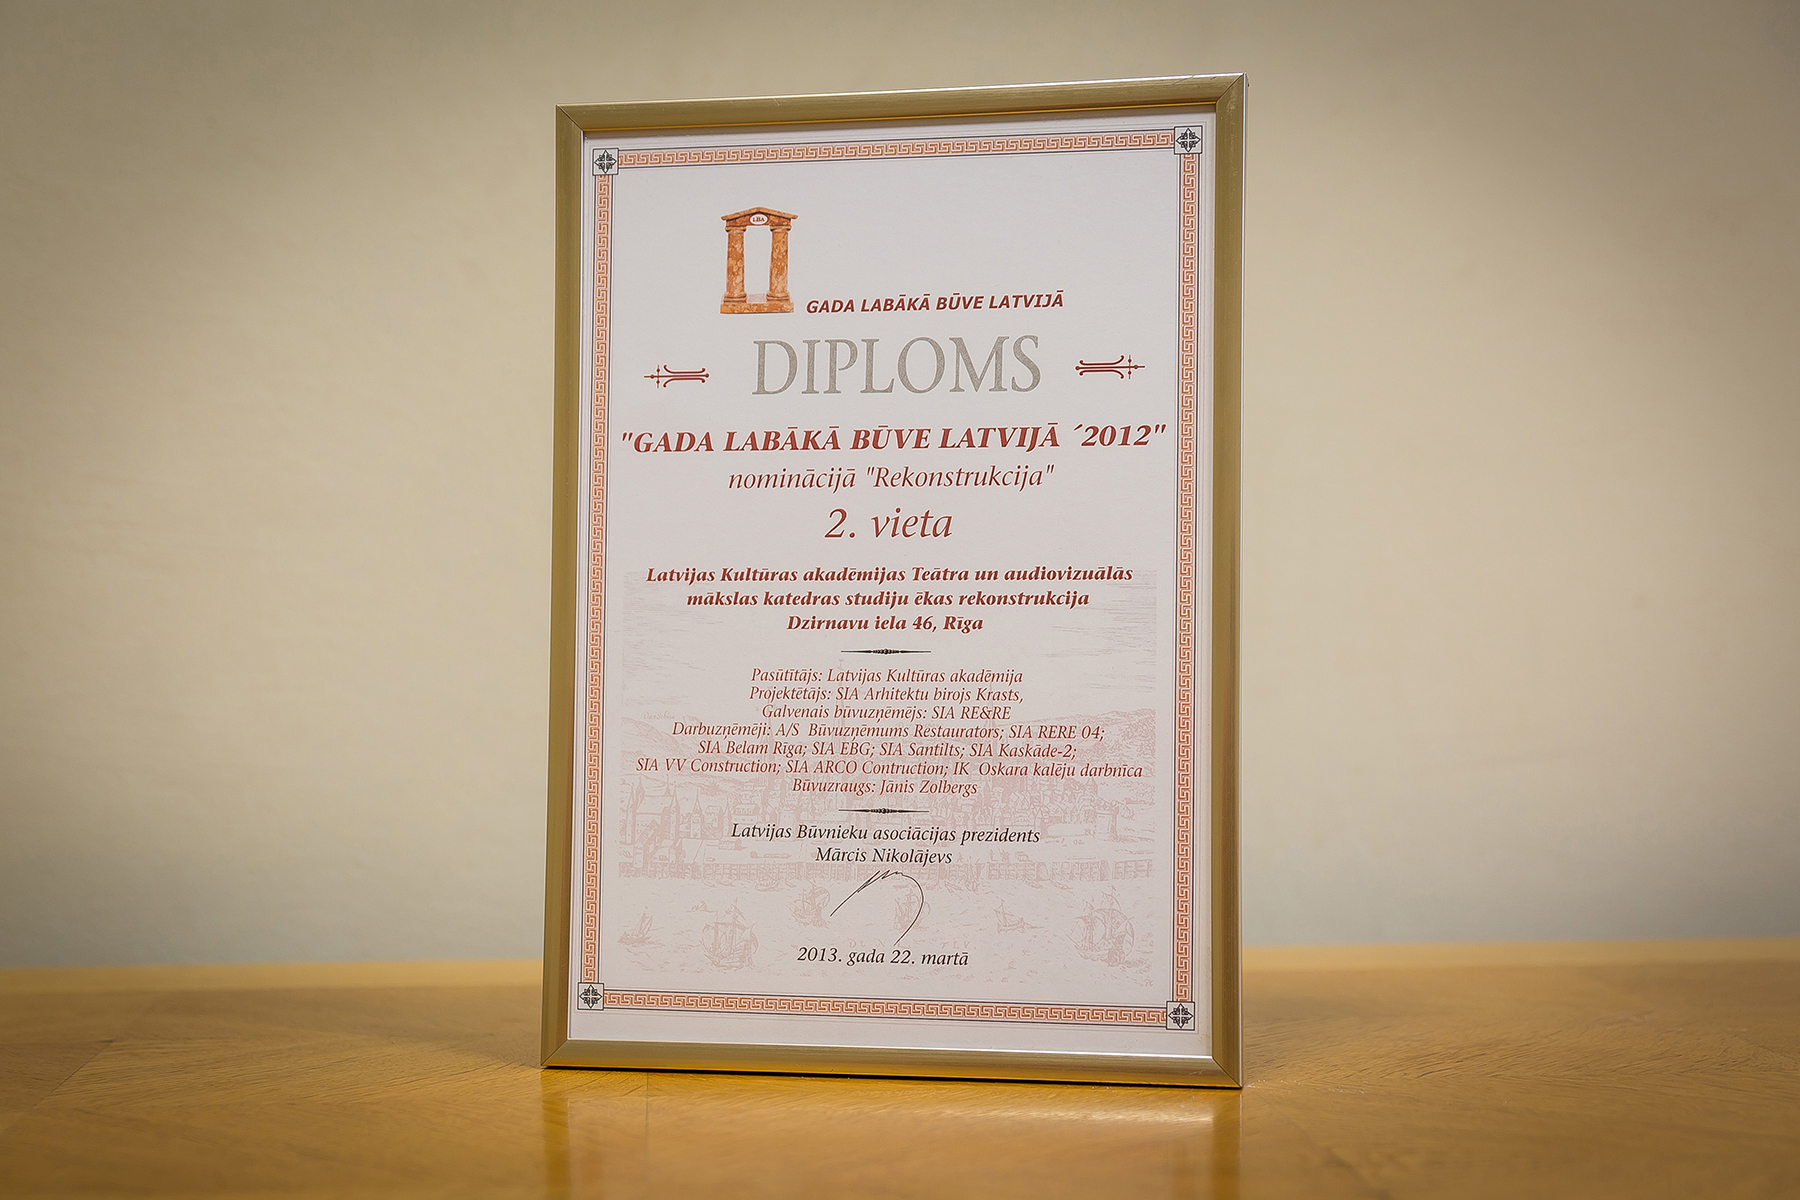 LBA
GADA LABĀKĀ BŪVE LATVIJĀ
DIPLOMS
"GADA LABĀKĀ BŪVE LATVIJĀ ´2012"
nominācijā "Rekonstrukcija"
2. vieta
Latvijas Kultūras akadēmijas Teātra un audiovizuālās
mākslas katedras studiju ēkas rekonstrukcija
Dzirnavu iela 46, Rīga
Pasūtītājs: Latvijas Kultūras akadēmija
Projektētājs: SIA Arhitektu birojs Krasts,
Galvenais būvuzņēmējs: SIA RE&RE
Darbuzņēmēji: A/S Būvuzņēmums Restaurators; SIA RERE 04;
SIA Belam Rīga; SIA EBG; SIA Santilts; SIA Kaskāde-2;
SIA VV Construction; SIA ARCO Contruction; IK Oskara kalēju darbnīca
Būvuzraugs: Jānis Zolbergs
Latvijas Būvnieku asociācijas prezidents
Mārcis Nikolājevs
2013. gada 22. martā